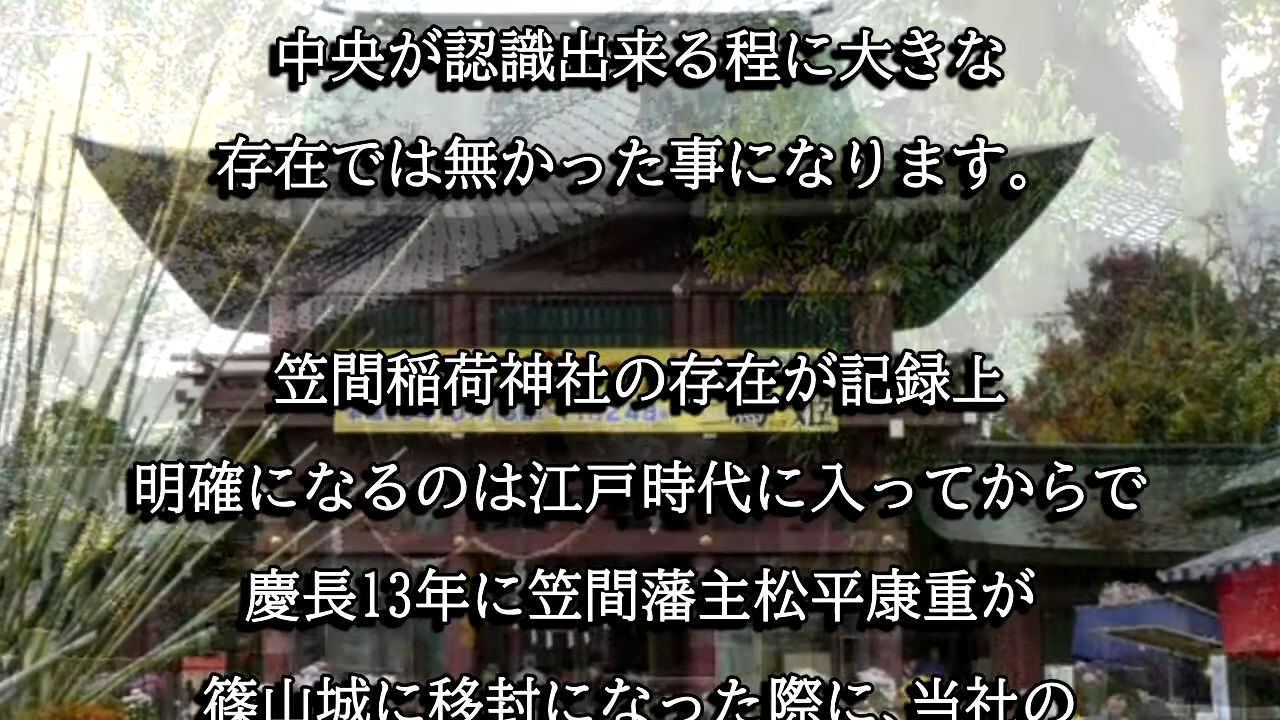 中央が認識出来る程に大きな
存在では無かった事になります。
笠間稲荷神社の存在が記録上
明確になるのは江戸時代に入ってからで
慶長13年に笠間藩主松平康重が
篠山城に移封になった際に、当社の